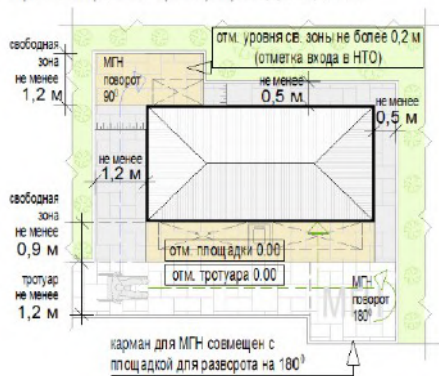 отм. уровня св. зоны не более 0,2 м
(отметка входа в НТО)
свободная
зона
не менее
1,2 м
МГН
поворот
90⁰
не менее
0,5 м
не менее
0,5 м
не менее
1,2 м
свободная
зона
не менее
0,9 м
отм. площадки 0.00
отм. тротуара 0.00
тротуар
не менее
1,2 м
МГН
поворот
180⁰
карман для МГН совмещен с
площадкой для разворота на 180⁰